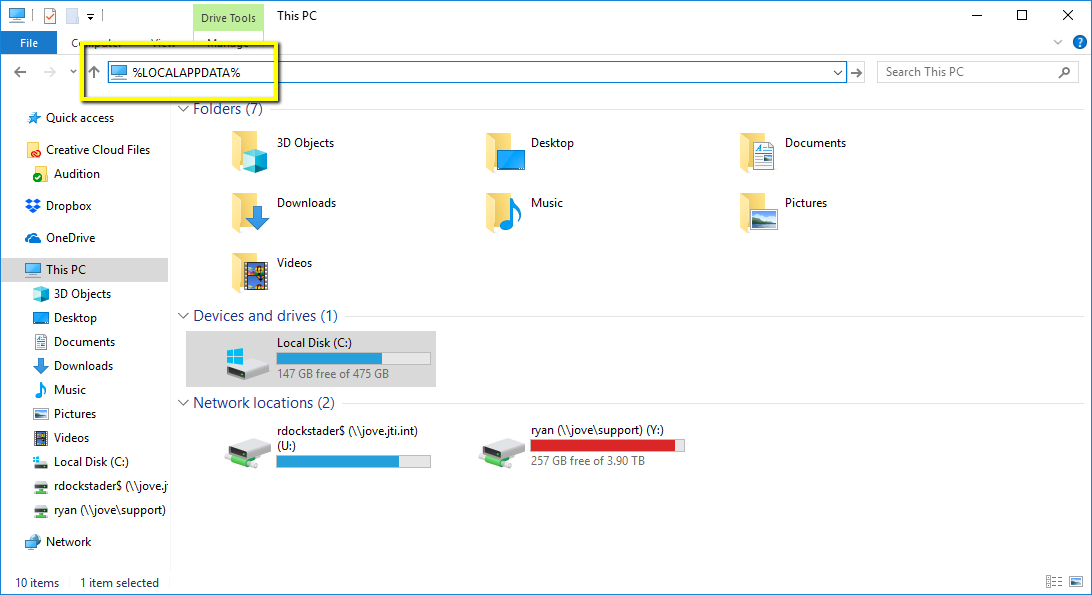 Drive Tools
This PC
File
Computer
View
Manage
%LOCALAPPDATA%
Search This PC
Quick access
Creative Cloud Files
Audition
Dropbox
OneDrive
This PC
3D Objects
Desktop
Documents
Downloads
Music
Pictures
Videos
Local Disk (C:)
rdockstader$ (\\jove.j
ryan (\\jove\support)
Network
Folders (7)
3D Objects
Desktop
Documents
Downloads
Music
Pictures
Videos
Devices and drives (1)
Local Disk (C:)
147 GB free of 475 GB
Network locations (2)
rdockstader$ (\\jove.jti.int)
(U:)
ryan (\\jove\support) (Y:)
257 GB free of 3.90 TB
10 items
1 item selected